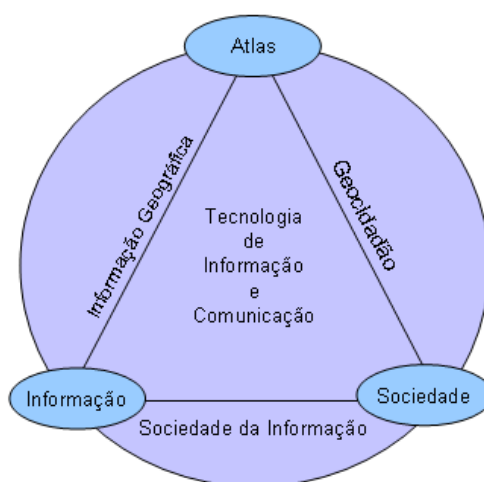 Atlas
Informação Geográfica
Geocidadão
Tecnologia
de
Informação
e
Comunicação
Informação
Sociedade
Sociedade da Informação